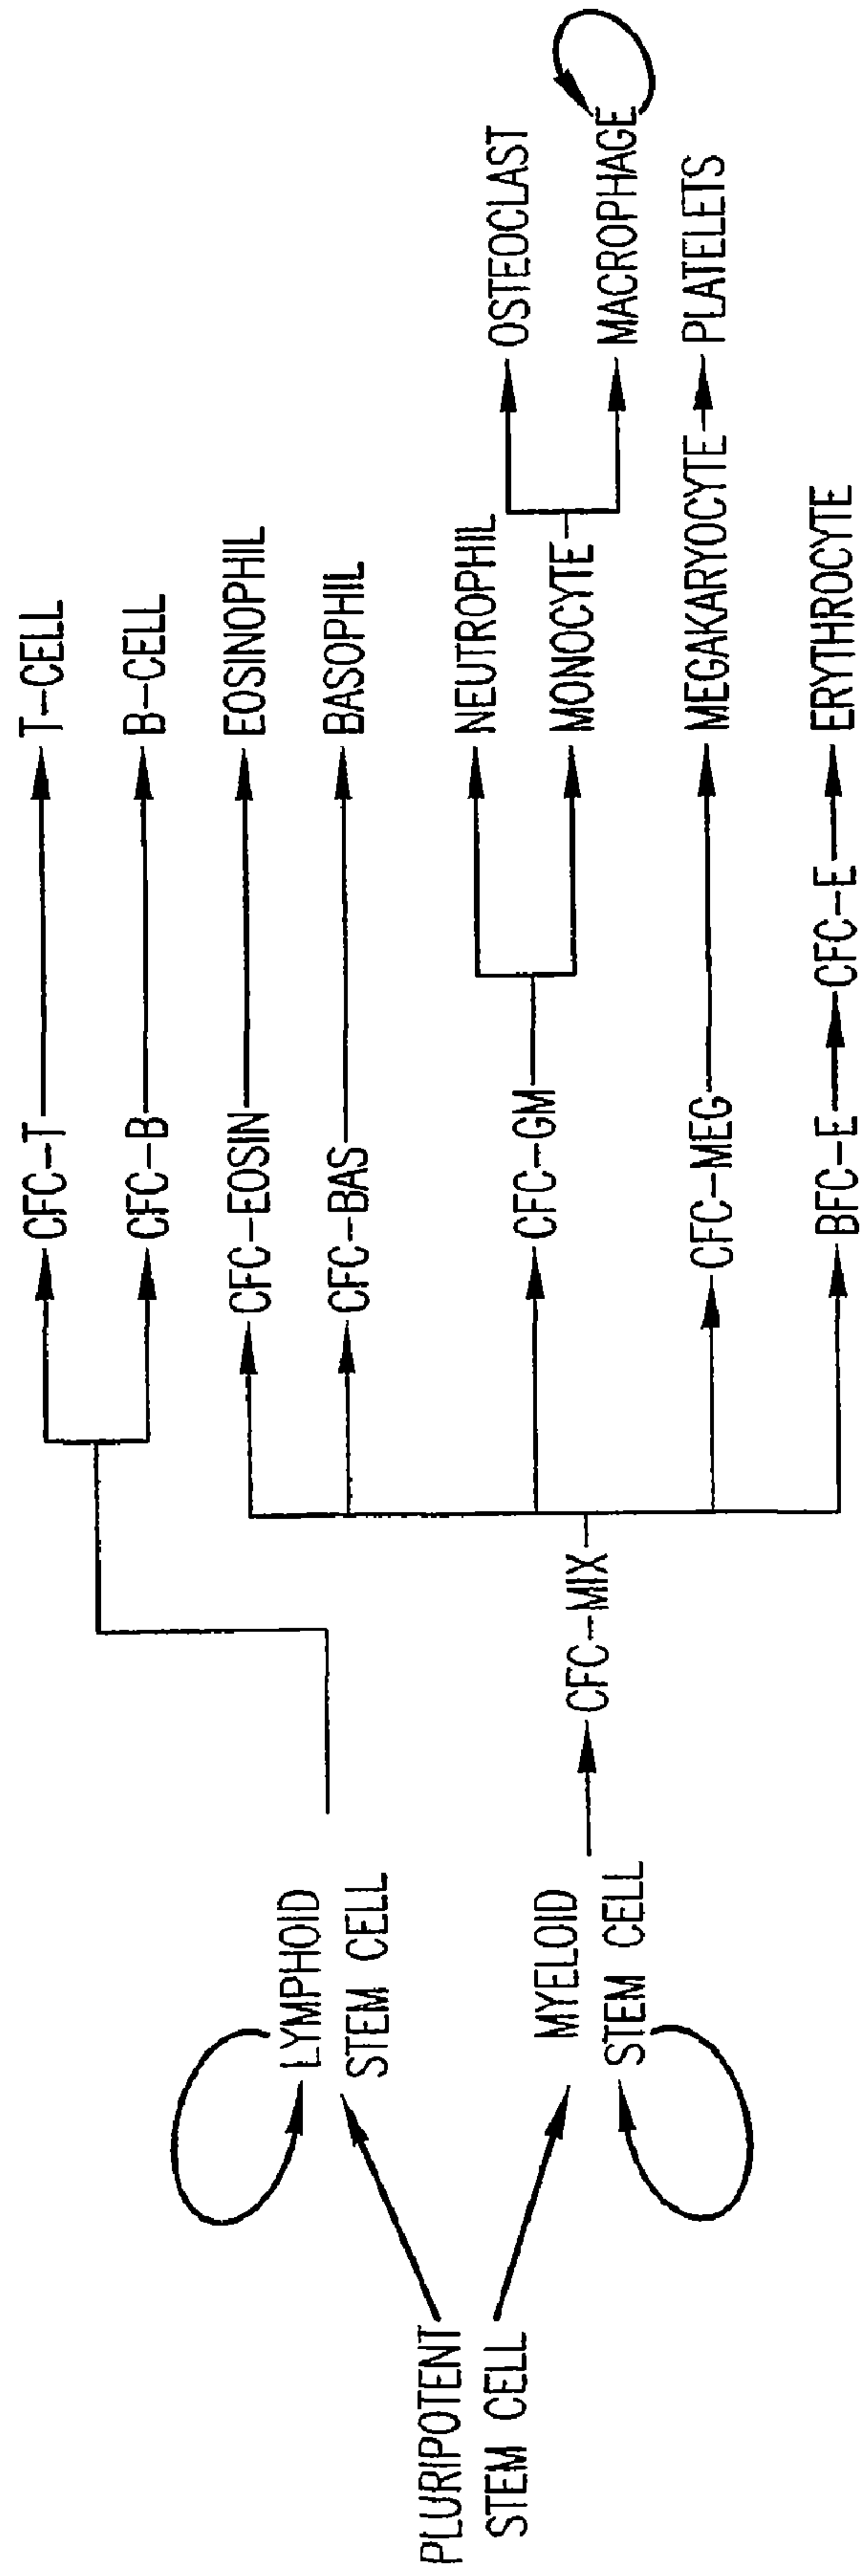 PLURIPOTENT
STEM CELL
LYMPHOID
STEM CELL
MYELOID
STEM CELL
CFC-MIX
CFC-T
T-CELL
CFC-B
B-CELL
CFC-EOSIN
EOSINOPHIL
CFC-BAS
BASOPHIL
CFC-GM
NEUTROPHIL
MONOCYTE
OSTEOCLAST
MACROPHAGE
CFC-MEG
MEGAKARYOCYTE
PLATELETS
BFC-E
CFC-E
ERYTHROCYTE